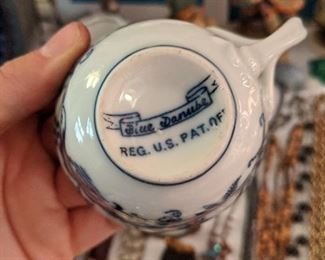 Blue Danube
REG. U.S. PAT. OFF